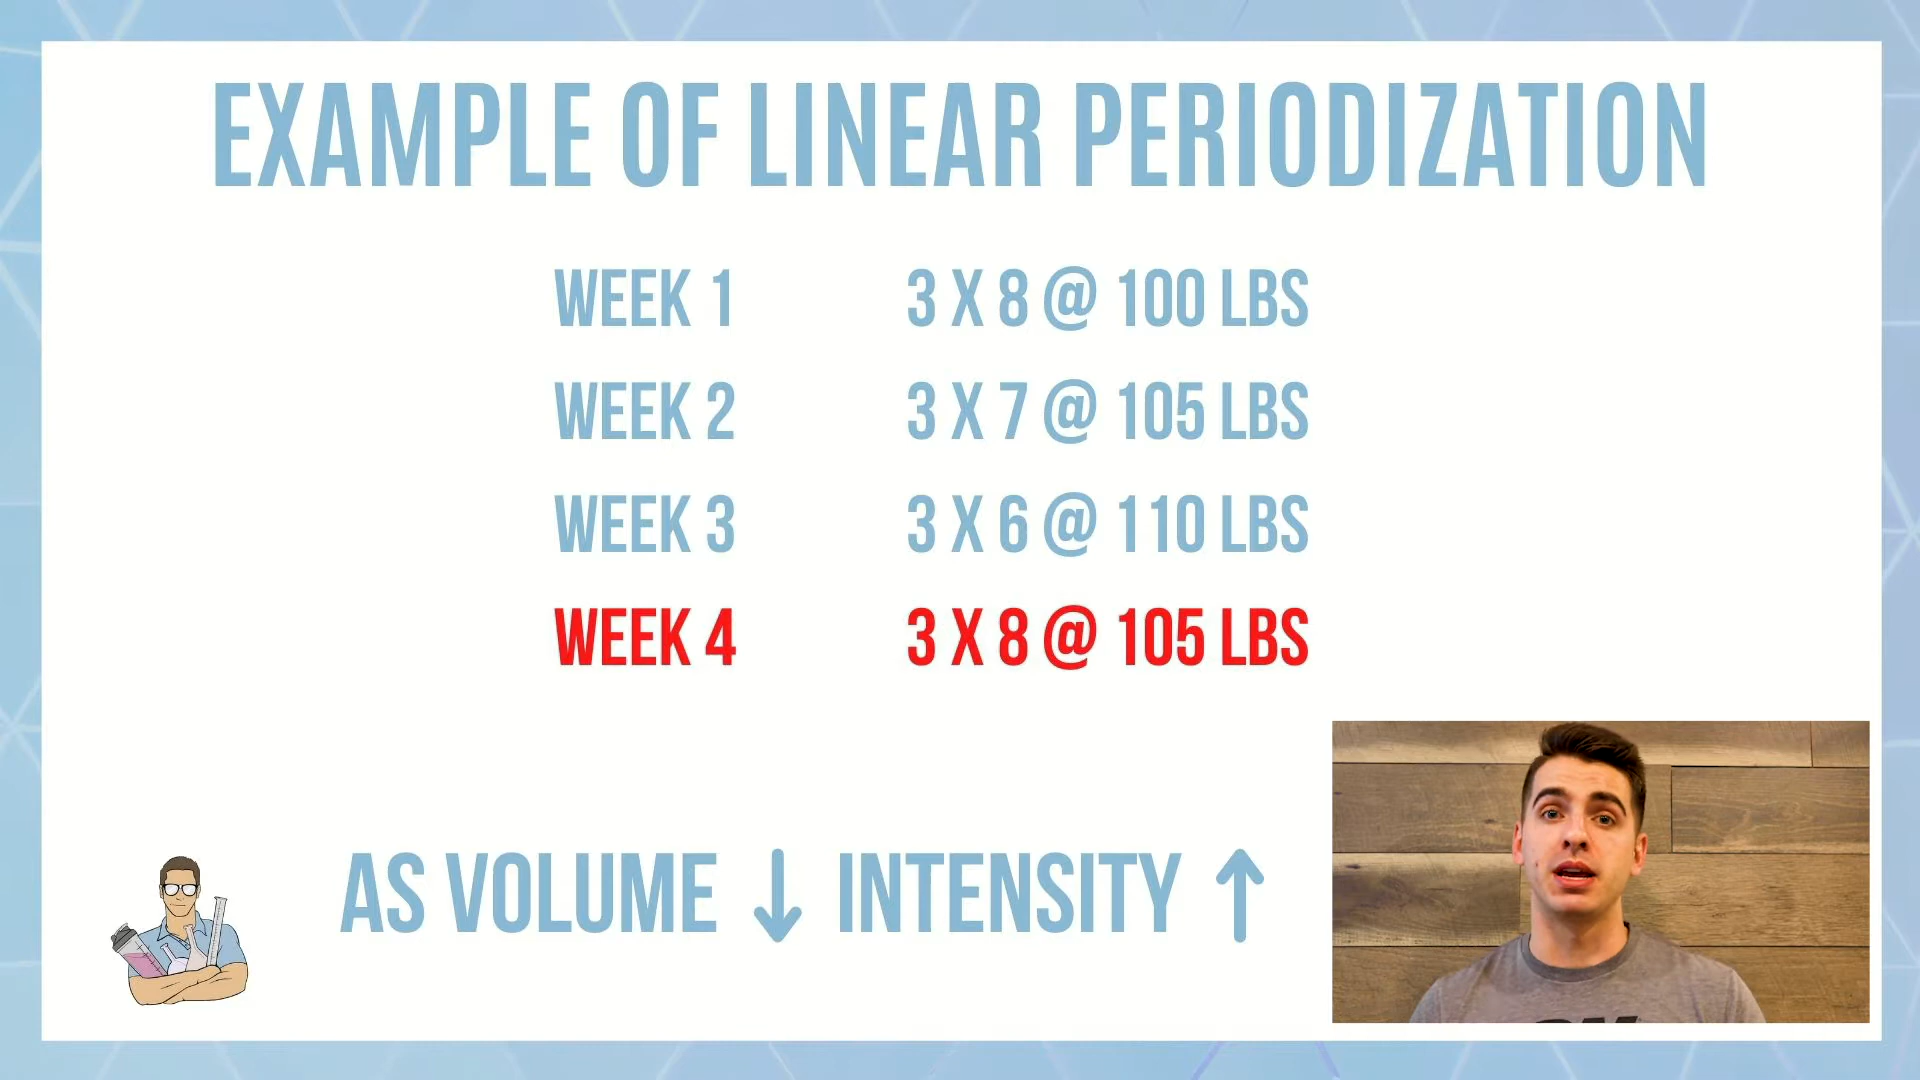 EXAMPLE OF LINEAR PERIODIZATION
WEEK 1 3 X 8 @ 100 LBS
WEEK 2 3 X 7 @ 105 LBS
WEEK 3 3 X 6 @ 110 LBS
WEEK 4 3 X 8 @ 105 LBS
AS VOLUME ↓ INTENSITY ↑